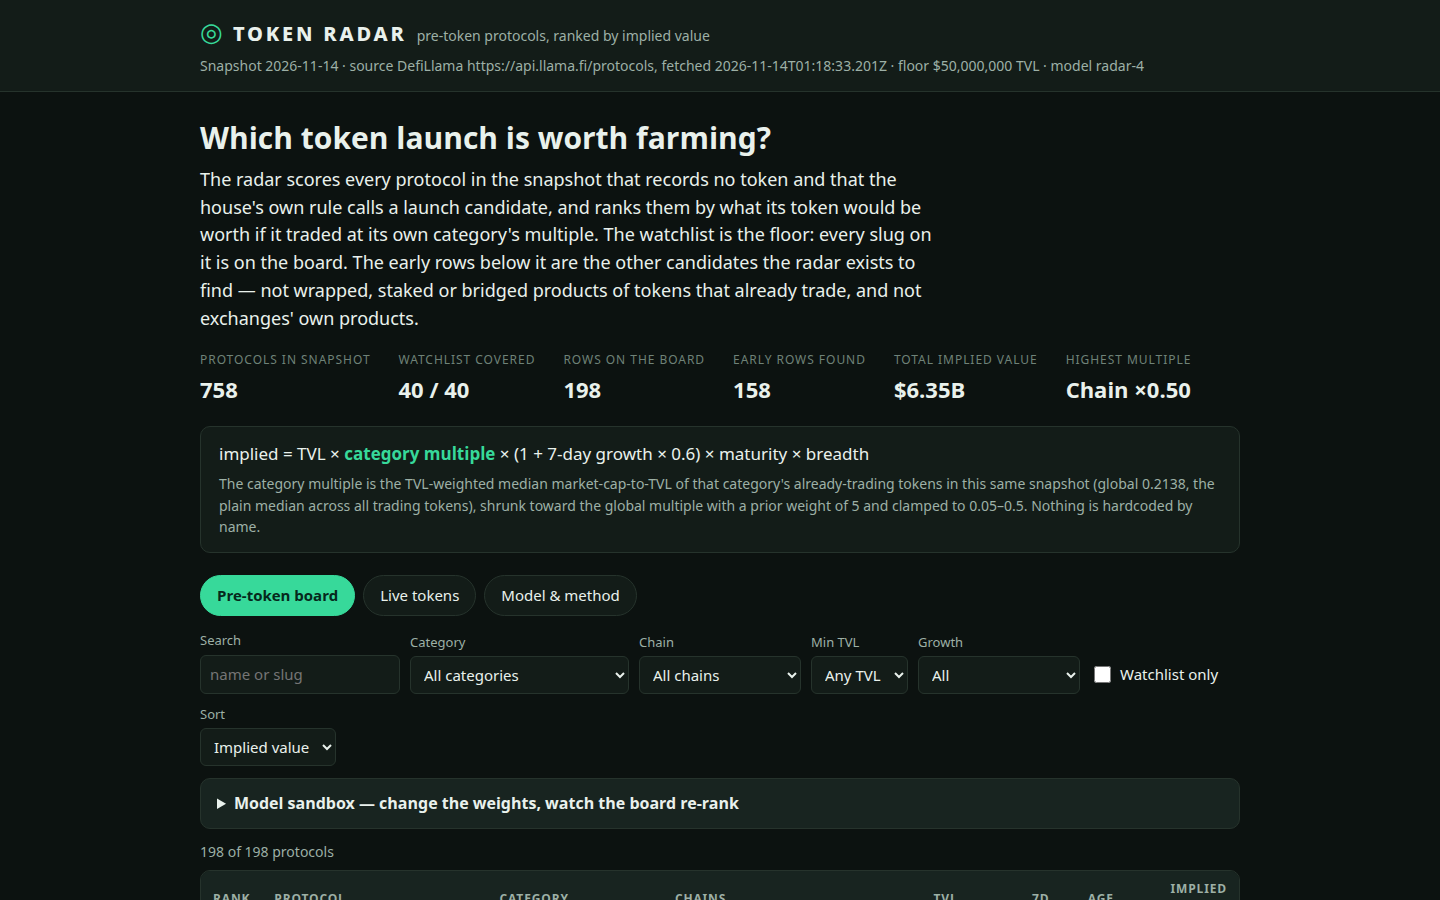 TOKEN RADAR pre-token protocols, ranked by implied value
Snapshot 2026-11-14 · source DefiLlama https://api.llama.fi/protocols, fetched 2026-11-14T01:18:33.201Z · floor $50,000,000 TVL · model radar-4
Which token launch is worth farming?
The radar scores every protocol in the snapshot that records no token and that the
house's own rule calls a launch candidate, and ranks them by what its token would be
worth if it traded at its own category's multiple. The watchlist is the floor: every slug on
it is on the board. The early rows below it are the other candidates the radar exists to
find — not wrapped, staked or bridged products of tokens that already trade, and not
exchanges' own products.
PROTOCOLS IN SNAPSHOT WATCHLIST COVERED ROWS ON THE BOARD EARLY ROWS FOUND TOTAL IMPLIED VALUE HIGHEST MULTIPLE
758 40 / 40 198 158 $6.35B Chain ×0.50
implied = TVL × category multiple × (1 + 7-day growth × 0.6) × maturity × breadth
The category multiple is the TVL-weighted median market-cap-to-TVL of that category's already-trading tokens in this same snapshot (global 0.2138, the
plain median across all trading tokens), shrunk toward the global multiple with a prior weight of 5 and clamped to 0.05–0.5. Nothing is hardcoded by
name.
Pre-token board Live tokens Model & method
Search Category Chain Min TVL Growth
name or slug All categories All chains Any TVL All Watchlist only
Sort
Implied value
▶ Model sandbox — change the weights, watch the board re-rank
198 of 198 protocols
RANK PROTOCOL CATEGORY CHAINS TVL 7D AGE IMPLIED